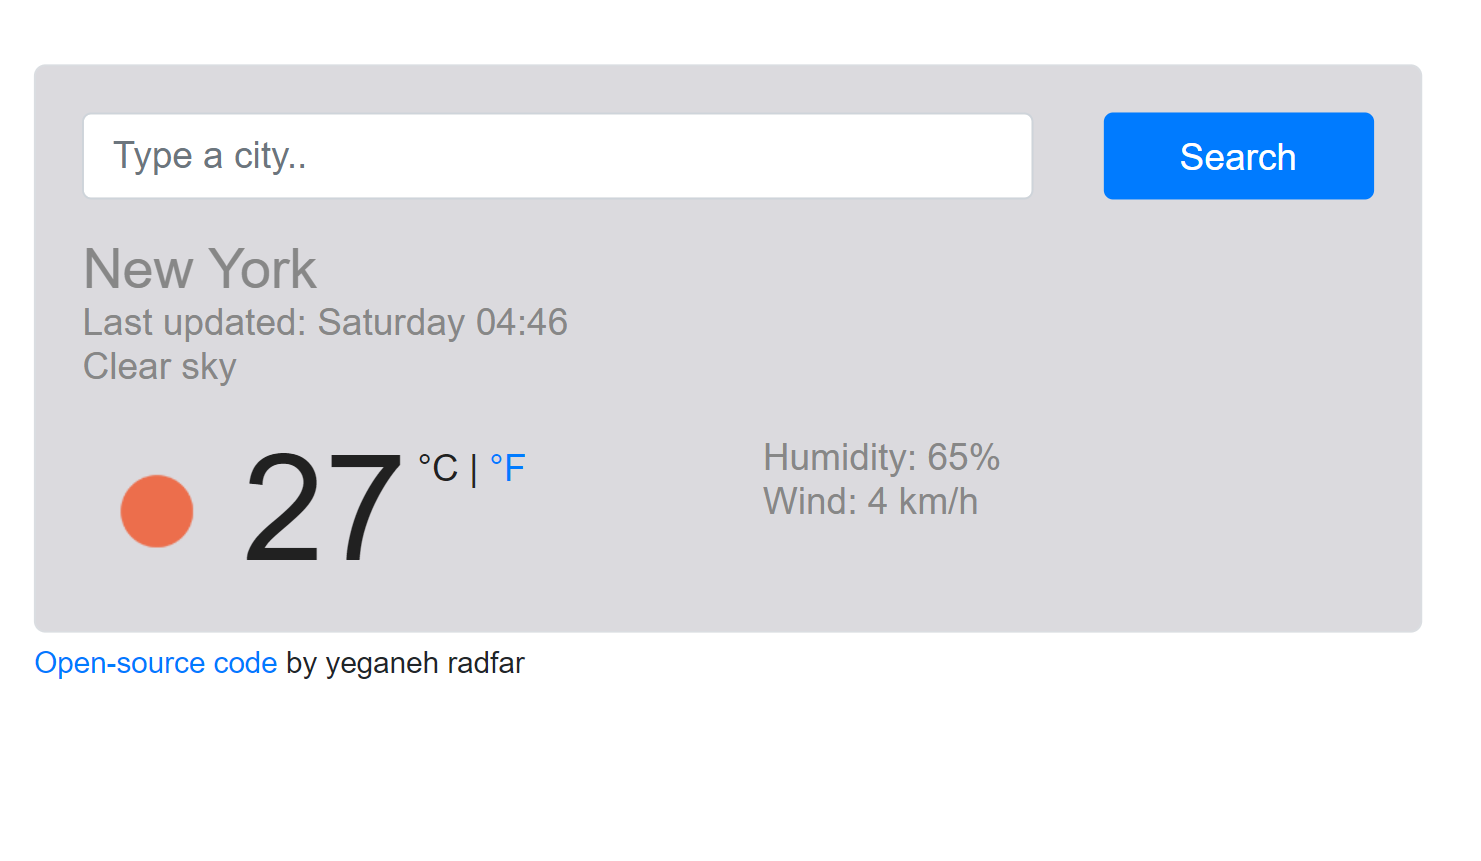 Type a city..
Search
New York
Last updated: Saturday 04:46
Clear sky
27 °C | °F
Humidity: 65%
Wind: 4 km/h
Open-source code by yeganeh radfar